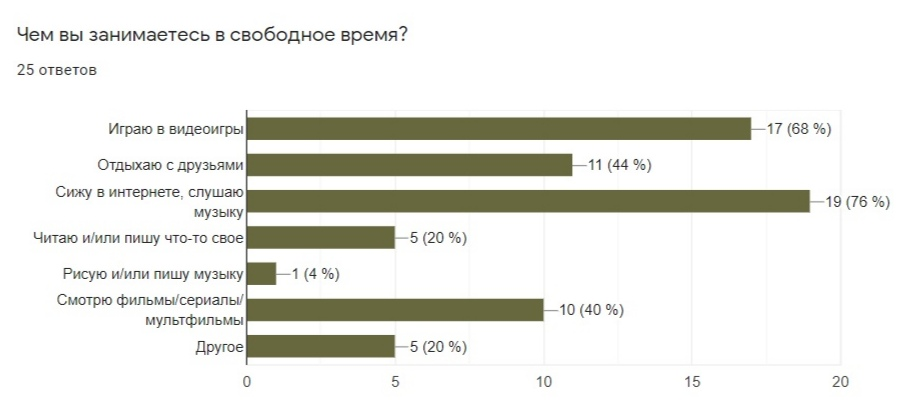 Чем вы занимаетесь в свободное время?
25 ответов
Играю в видеоигры
17 (68 %)
Отдыхаю с друзьями
11 (44 %)
Сижу в интернете, слушаю
музыку
19 (76 %)
Читаю и/или пишу что-то свое
5 (20 %)
Рисую и/или пишу музыку
1 (4 %)
Смотрю фильмы/сериалы/
мультфильмы
10 (40 %)
Другое
5 (20 %)
0 5 10 15 20